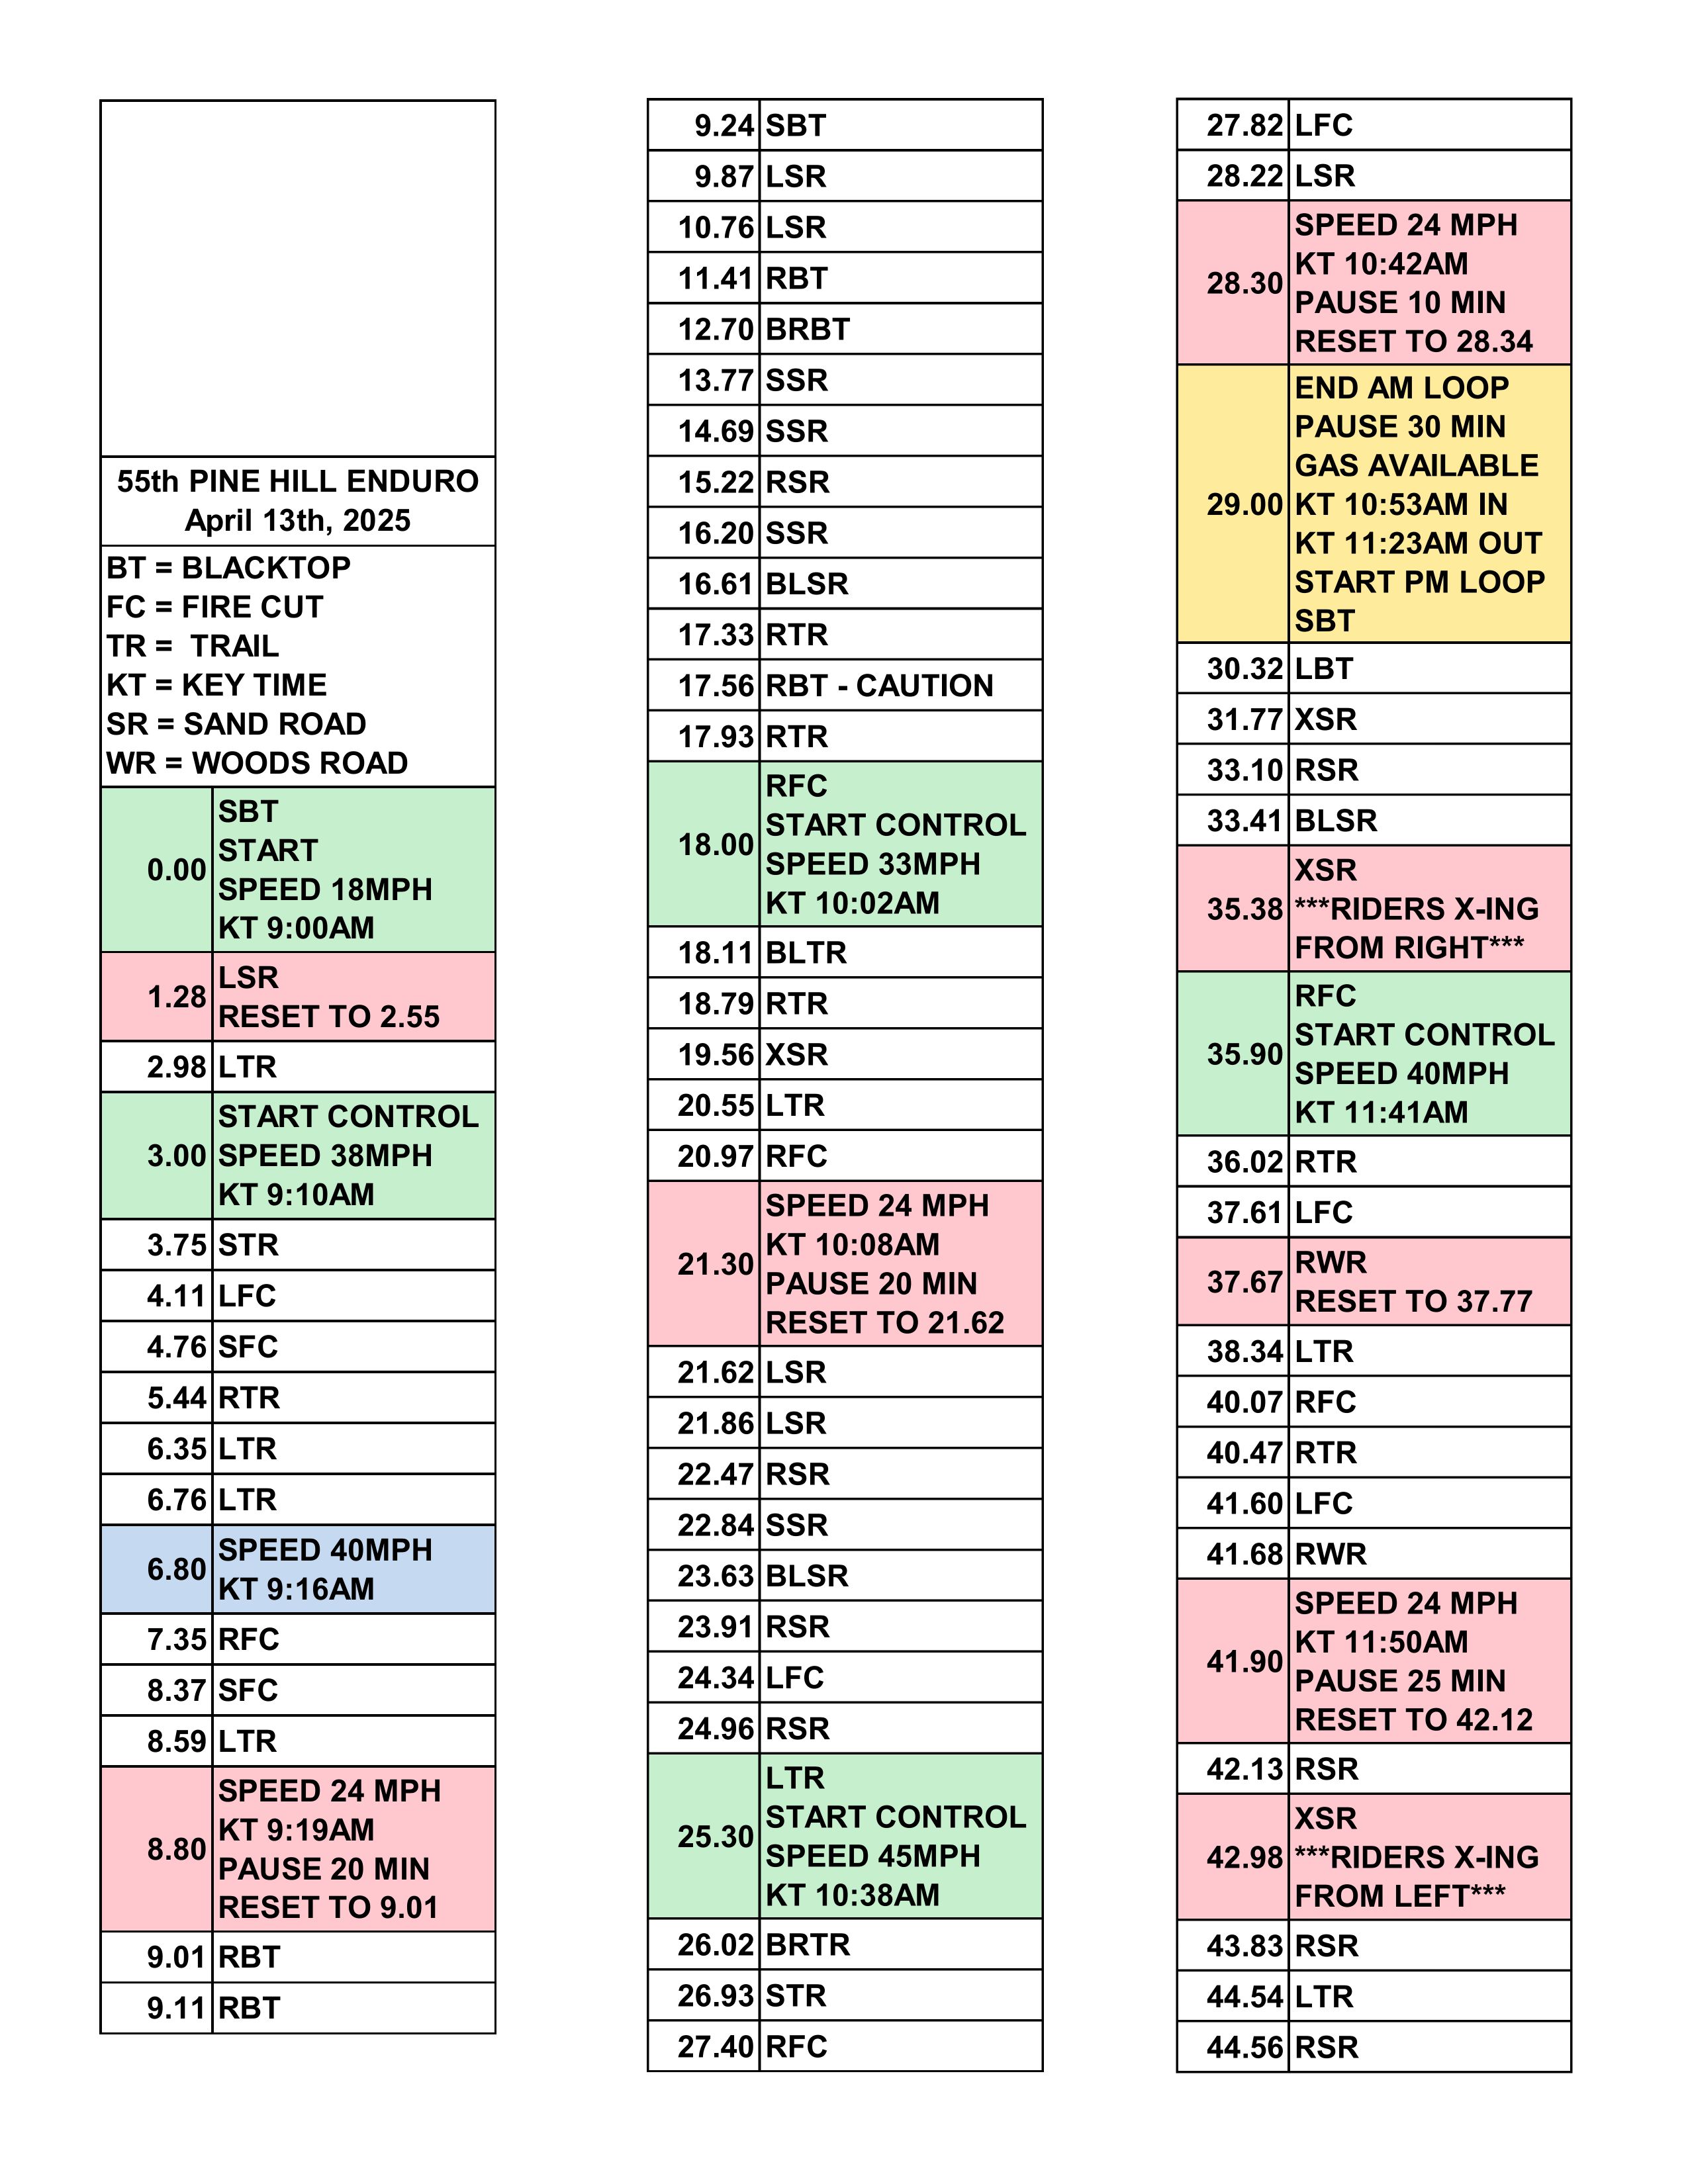 55th PINE HILL ENDURO
April 13th, 2025
BT = BLACKTOP
FC = FIRE CUT
TR =  TRAIL
KT = KEY TIME
SR = SAND ROAD
WR = WOODS ROAD
0.00 SBT
START
SPEED 18MPH
KT 9:00AM
1.28 LSR
RESET TO 2.55
2.98 LTR
3.00 START CONTROL
SPEED 38MPH
KT 9:10AM
3.75 STR
4.11 LFC
4.76 SFC
5.44 RTR
6.35 LTR
6.76 LTR
6.80 SPEED 40MPH
KT 9:16AM
7.35 RFC
8.37 SFC
8.59 LTR
8.80 SPEED 24 MPH
KT 9:19AM
PAUSE 20 MIN
RESET TO 9.01
9.01 RBT
9.11 RBT
9.24 SBT
9.87 LSR
10.76 LSR
11.41 RBT
12.70 BRBT
13.77 SSR
14.69 SSR
15.22 RSR
16.20 SSR
16.61 BLSR
17.33 RTR
17.56 RBT - CAUTION
17.93 RTR
18.00 RFC
START CONTROL
SPEED 33MPH
KT 10:02AM
18.11 BLTR
18.79 RTR
19.56 XSR
20.55 LTR
20.97 RFC
21.30 SPEED 24 MPH
KT 10:08AM
PAUSE 20 MIN
RESET TO 21.62
21.62 LSR
21.86 LSR
22.47 RSR
22.84 SSR
23.63 BLSR
23.91 RSR
24.34 LFC
24.96 RSR
25.30 LTR
START CONTROL
SPEED 45MPH
KT 10:38AM
26.02 BRTR
26.93 STR
27.40 RFC
27.82 LFC
28.22 LSR
28.30 SPEED 24 MPH
KT 10:42AM
PAUSE 10 MIN
RESET TO 28.34
29.00 END AM LOOP
PAUSE 30 MIN
GAS AVAILABLE
KT 10:53AM IN
KT 11:23AM OUT
START PM LOOP
SBT
30.32 LBT
31.77 XSR
33.10 RSR
33.41 BLSR
35.38 XSR
***RIDERS X-ING
FROM RIGHT***
35.90 RFC
START CONTROL
SPEED 40MPH
KT 11:41AM
36.02 RTR
37.61 LFC
37.67 RWR
RESET TO 37.77
38.34 LTR
40.07 RFC
40.47 RTR
41.60 LFC
41.68 RWR
41.90 SPEED 24 MPH
KT 11:50AM
PAUSE 25 MIN
RESET TO 42.12
42.13 RSR
42.98 XSR
***RIDERS X-ING
FROM LEFT***
43.83 RSR
44.54 LTR
44.56 RSR